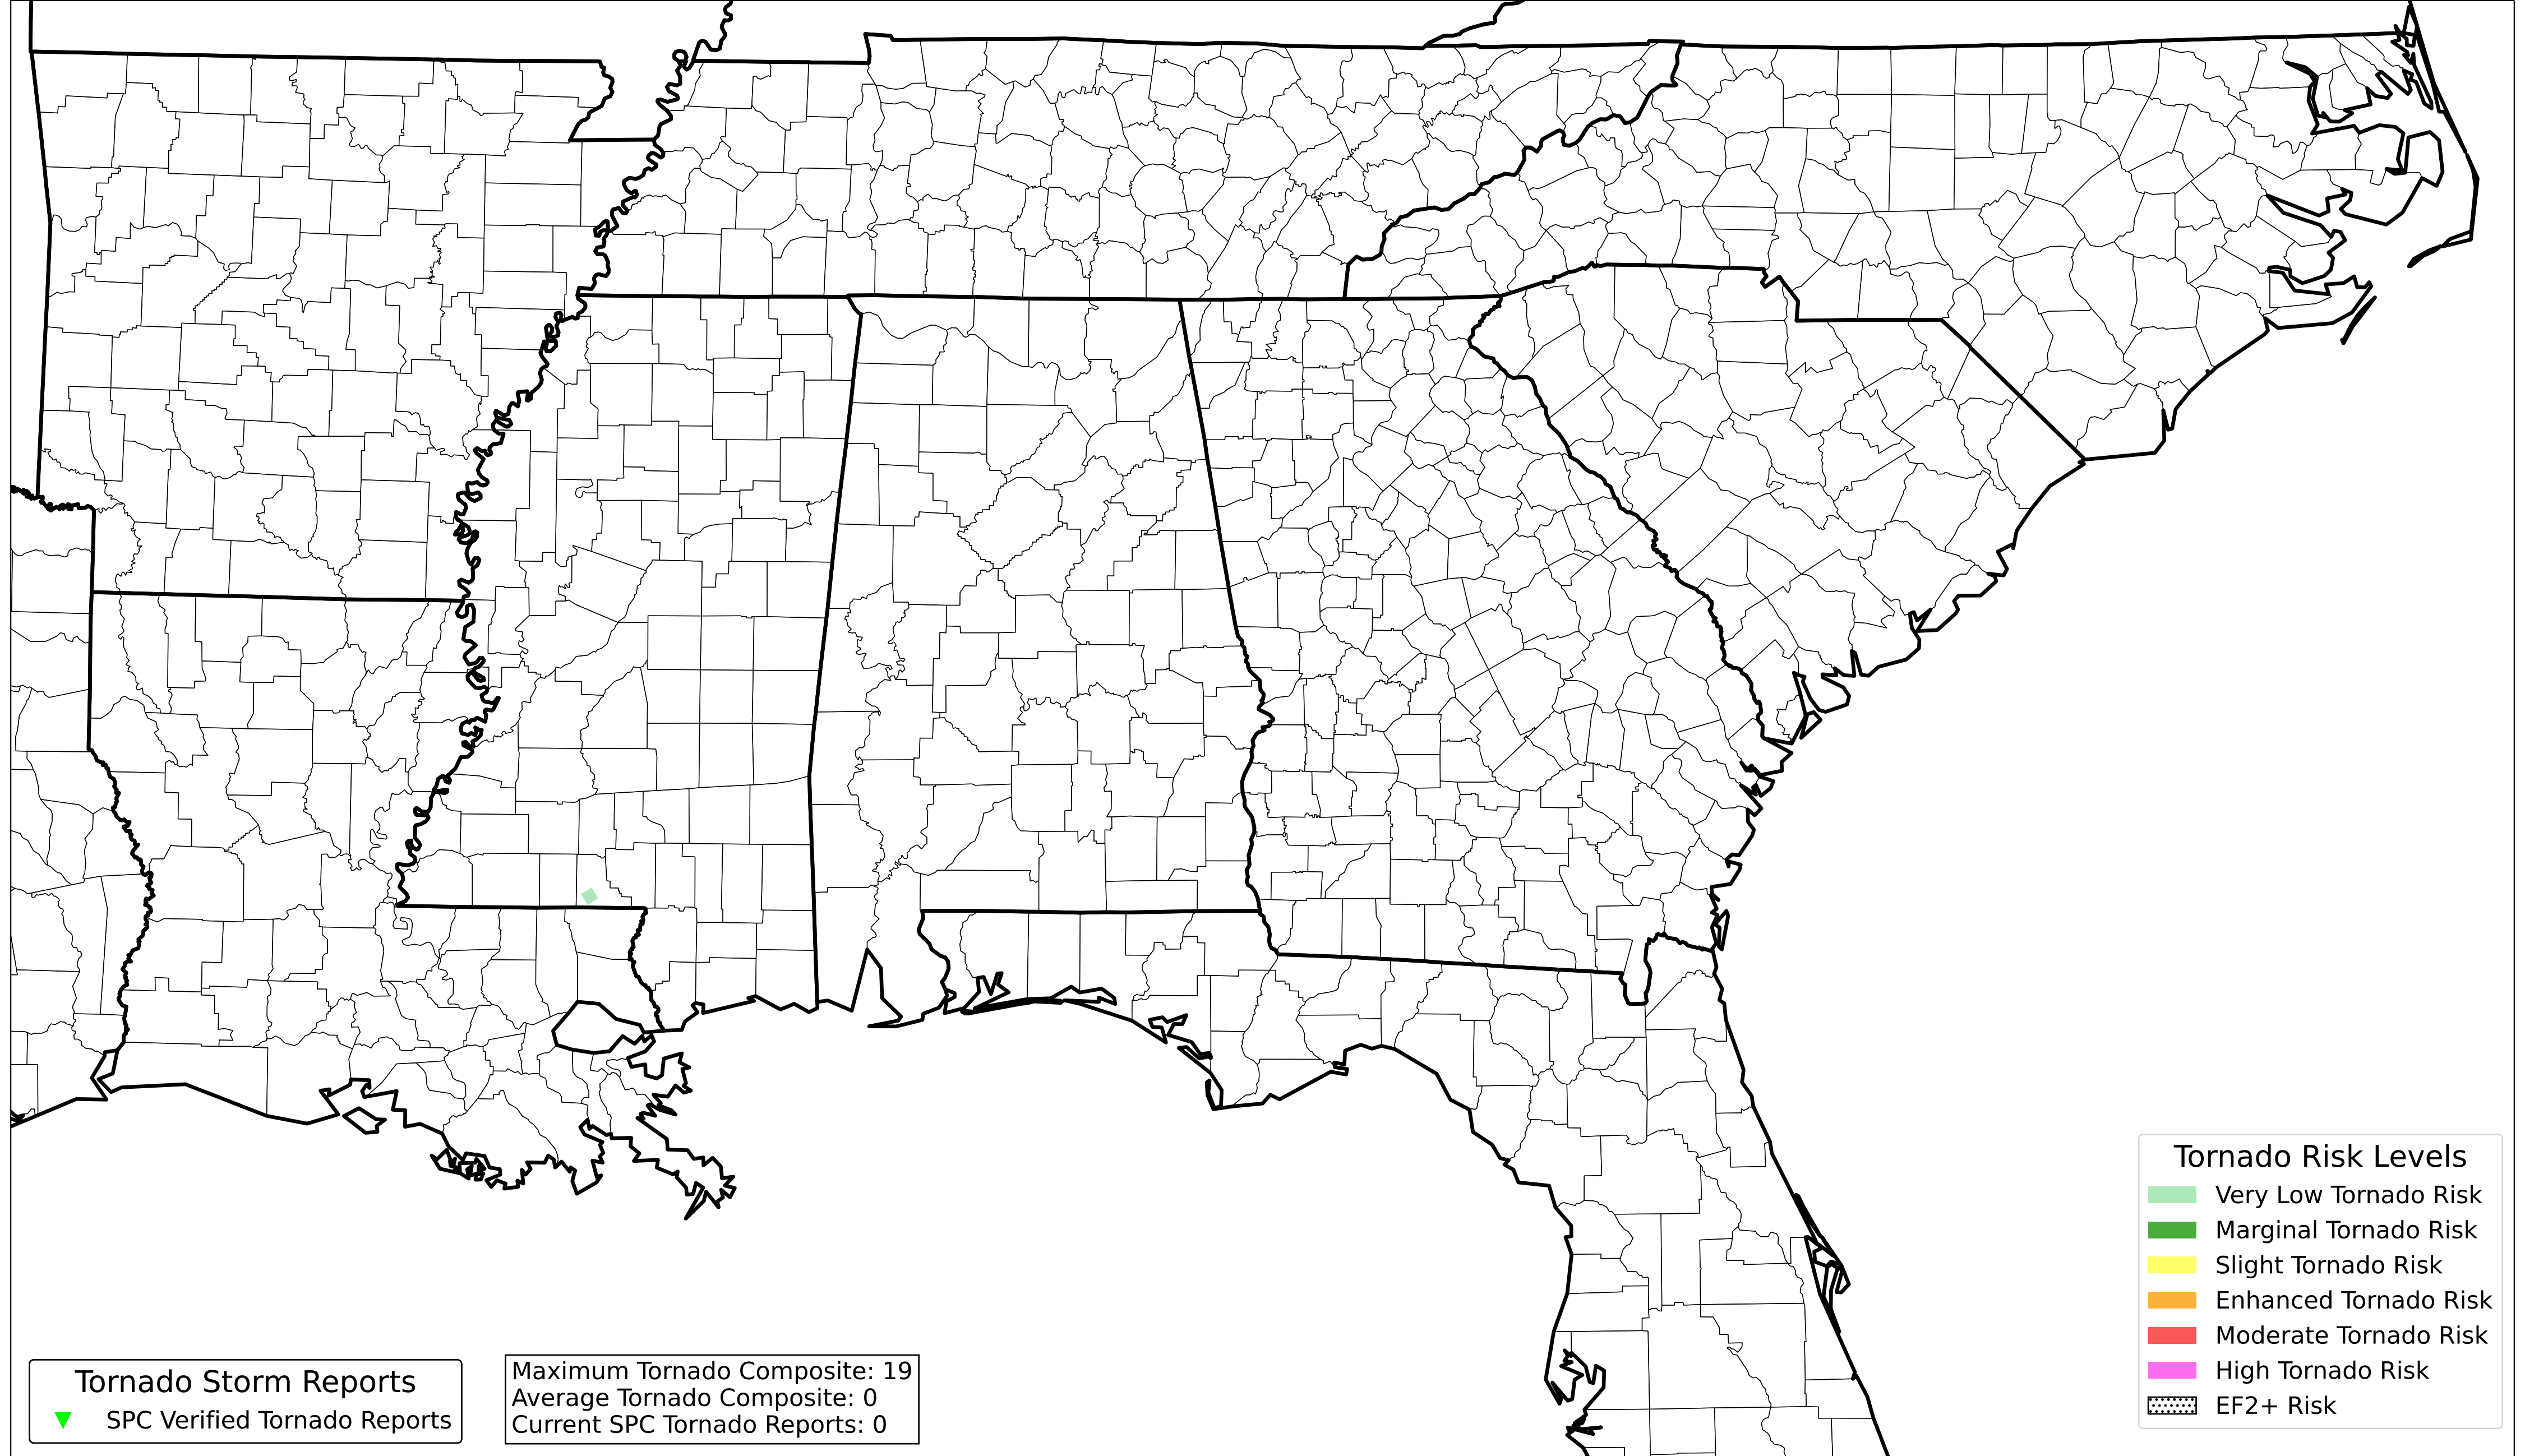 Tornado Risk Levels
Very Low Tornado Risk
Marginal Tornado Risk
Slight Tornado Risk
Enhanced Tornado Risk
Moderate Tornado Risk
High Tornado Risk
EF2+ Risk
Tornado Storm Reports
SPC Verified Tornado Reports
Maximum Tornado Composite: 19
Average Tornado Composite: 0
Current SPC Tornado Reports: 0